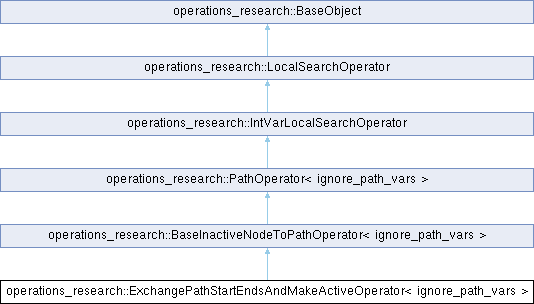 operations_research::BaseObject
operations_research::LocalSearchOperator
operations_research::IntVarLocalSearchOperator
operations_research::PathOperator< ignore_path_vars >
operations_research::BaseInactiveNodeToPathOperator< ignore_path_vars >
operations_research::ExchangePathStartEndsAndMakeActiveOperator< ignore_path_vars >